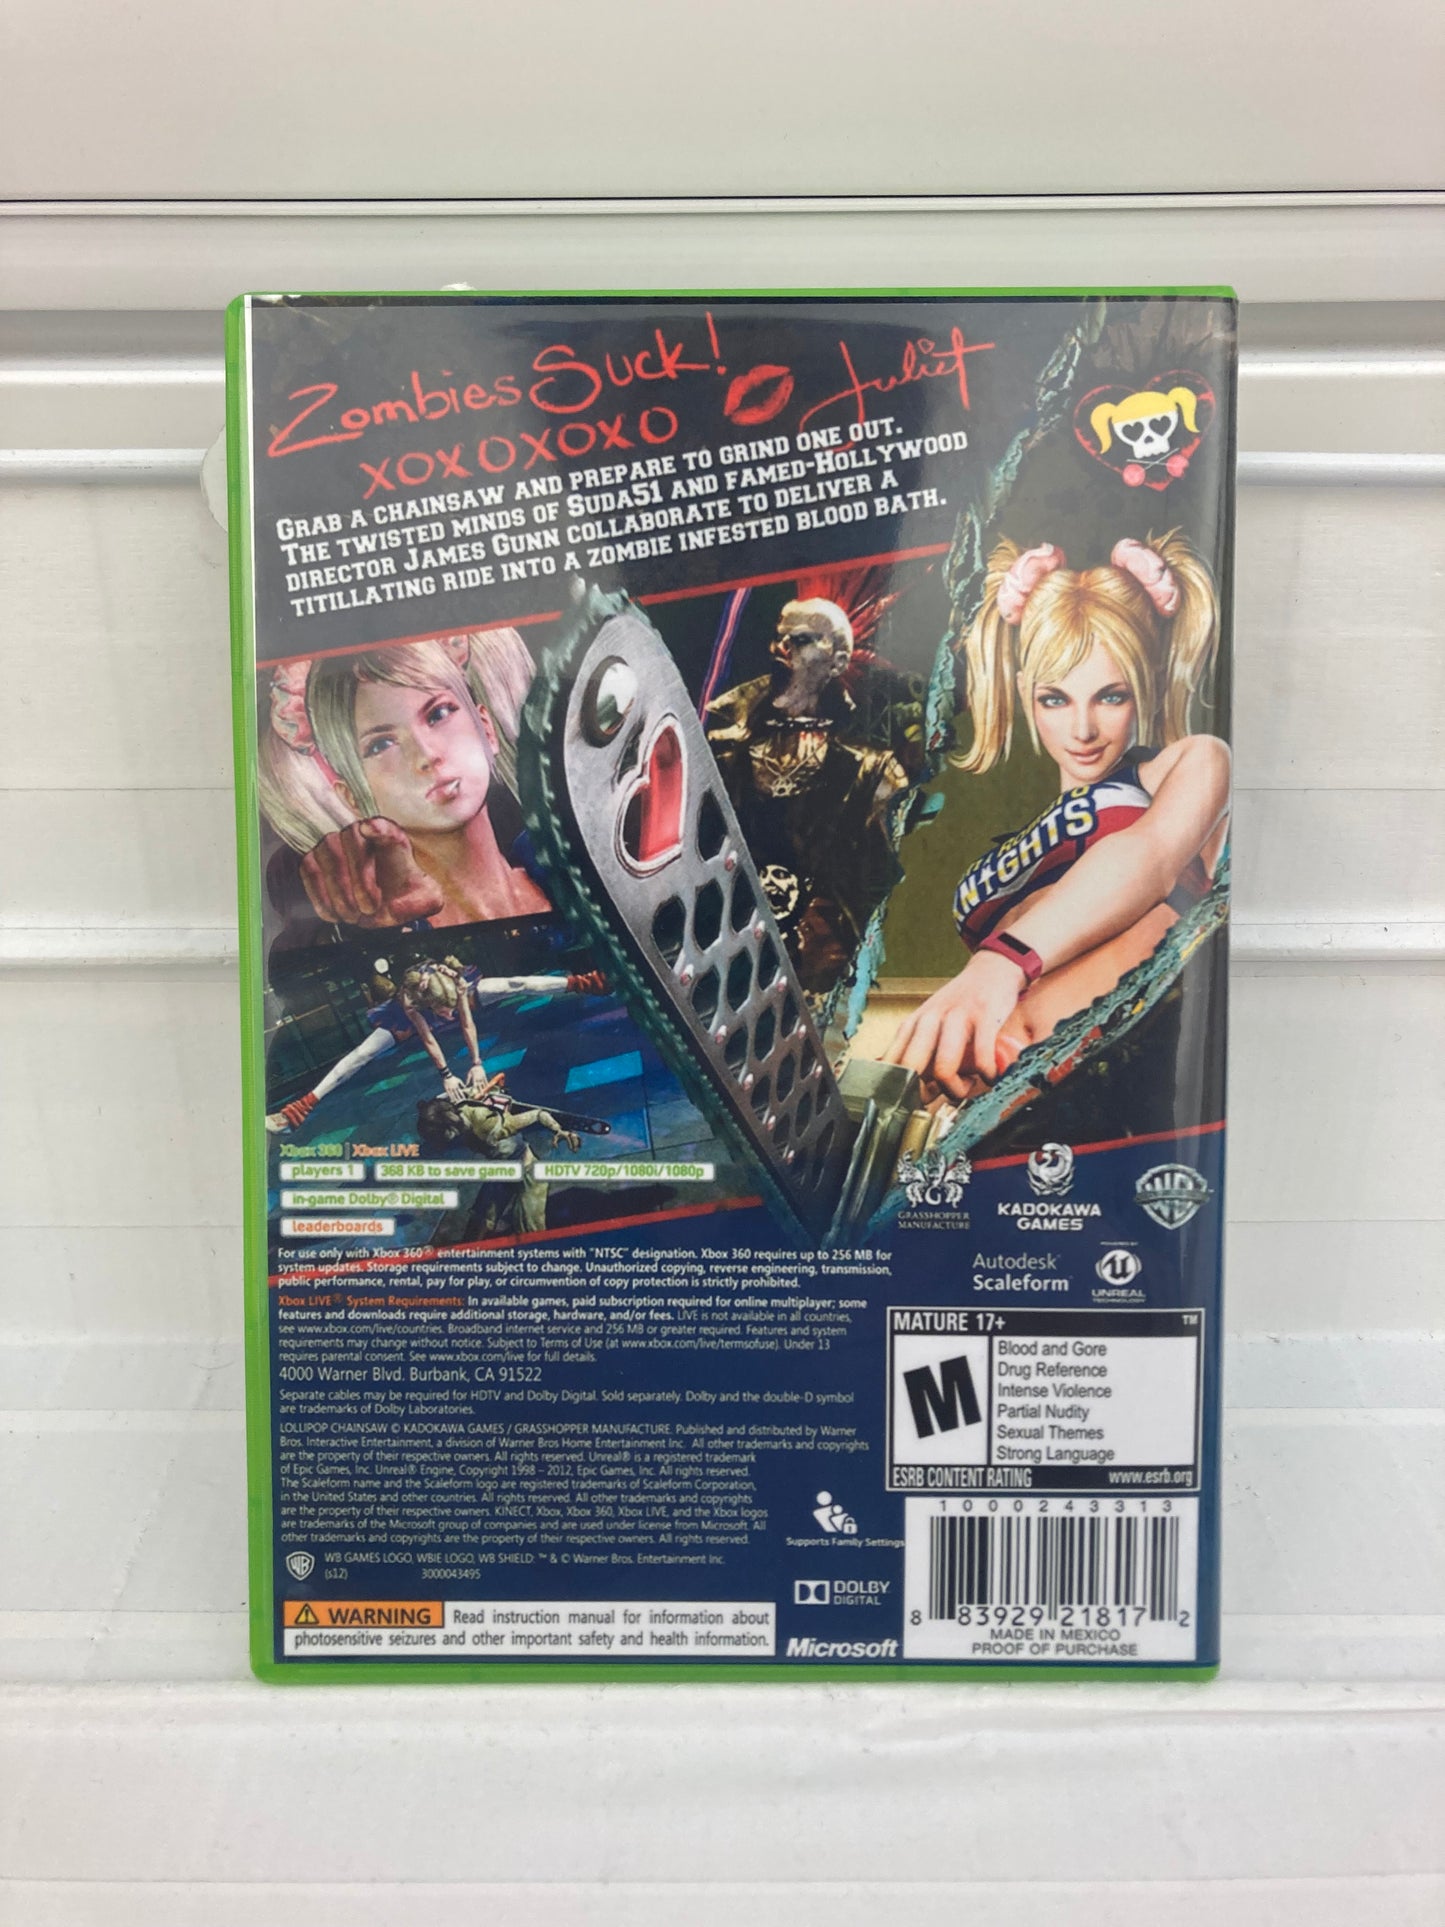 Zombies Suck!
XOXOXOXO
Juliet
GRAB A CHAINSAW AND PREPARE TO GRIND ONE OUT.
THE TWISTED MINDS OF SUDA51 AND FAMED-HOLLYWOOD
DIRECTOR JAMES GUNN COLLABORATE TO DELIVER A
TITILLATING RIDE INTO A ZOMBIE INFESTED BLOOD BATH.
KNIGHTS
Xbox 360 | Xbox LIVE
players 1
368 KB to save game
HDTV 720p/1080i/1080p
in-game Dolby® Digital
leaderboards
GRASSHOPPER
MANUFACTURE
KADOKAWA
GAMES
Autodesk
Scaleform
POWERED BY
UNREAL
TECHNOLOGY
For use only with Xbox 360® entertainment systems with "NTSC" designation. Xbox 360 requires up to 256 MB for
system updates. Storage requirements subject to change. Unauthorized copying, reverse engineering, transmission,
public performance, rental, pay for play, or circumvention of copy protection is strictly prohibited.
Xbox LIVE® System Requirements: In available games, paid subscription required for online multiplayer; some
features and downloads require additional storage, hardware, and/or fees. LIVE is not available in all countries,
see www.xbox.com/live/countries. Broadband internet service and 256 MB or greater required. Features and system
requirements may change without notice. Subject to Terms of Use (at www.xbox.com/live/termsofuse). Under 13
requires parental consent. See www.xbox.com/live for full details.
4000 Warner Blvd. Burbank, CA 91522
Separate cables may be required for HDTV and Dolby Digital. Sold separately. Dolby and the double-D symbol
are trademarks of Dolby Laboratories.
LOLLIPOP CHAINSAW © KADOKAWA GAMES / GRASSHOPPER MANUFACTURE. Published and distributed by Warner
Bros. Interactive Entertainment, a division of Warner Bros Home Entertainment Inc. All other trademarks and copyrights
are the property of their respective owners. All rights reserved. Unreal® is a registered trademark
of Epic Games, Inc. Unreal® Engine, Copyright 1998 – 2012, Epic Games, Inc. All rights reserved.
The Scaleform name and the Scaleform logo are registered trademarks of Scaleform Corporation,
in the United States and other countries. All rights reserved. All other trademarks and copyrights
are the property of their respective owners. KINECT, Xbox, Xbox 360, Xbox LIVE, and the Xbox logos
are trademarks of the Microsoft group of companies and are used under license from Microsoft. All
other trademarks and copyrights are the property of their respective owners. All rights reserved.
WB GAMES LOGO, WBIE LOGO, WB SHIELD: ™ & © Warner Bros. Entertainment Inc.
(s12) 3000043495
WARNING Read instruction manual for information about
photosensitive seizures and other important safety and health information.
MATURE 17+ TM
M
Blood and Gore
Drug Reference
Intense Violence
Partial Nudity
Sexual Themes
Strong Language
ESRB CONTENT RATING www.esrb.org
Supports Family Settings
DOLBY
DIGITAL
Microsoft
1000243313
8 83929 21817 2
MADE IN MEXICO
PROOF OF PURCHASE